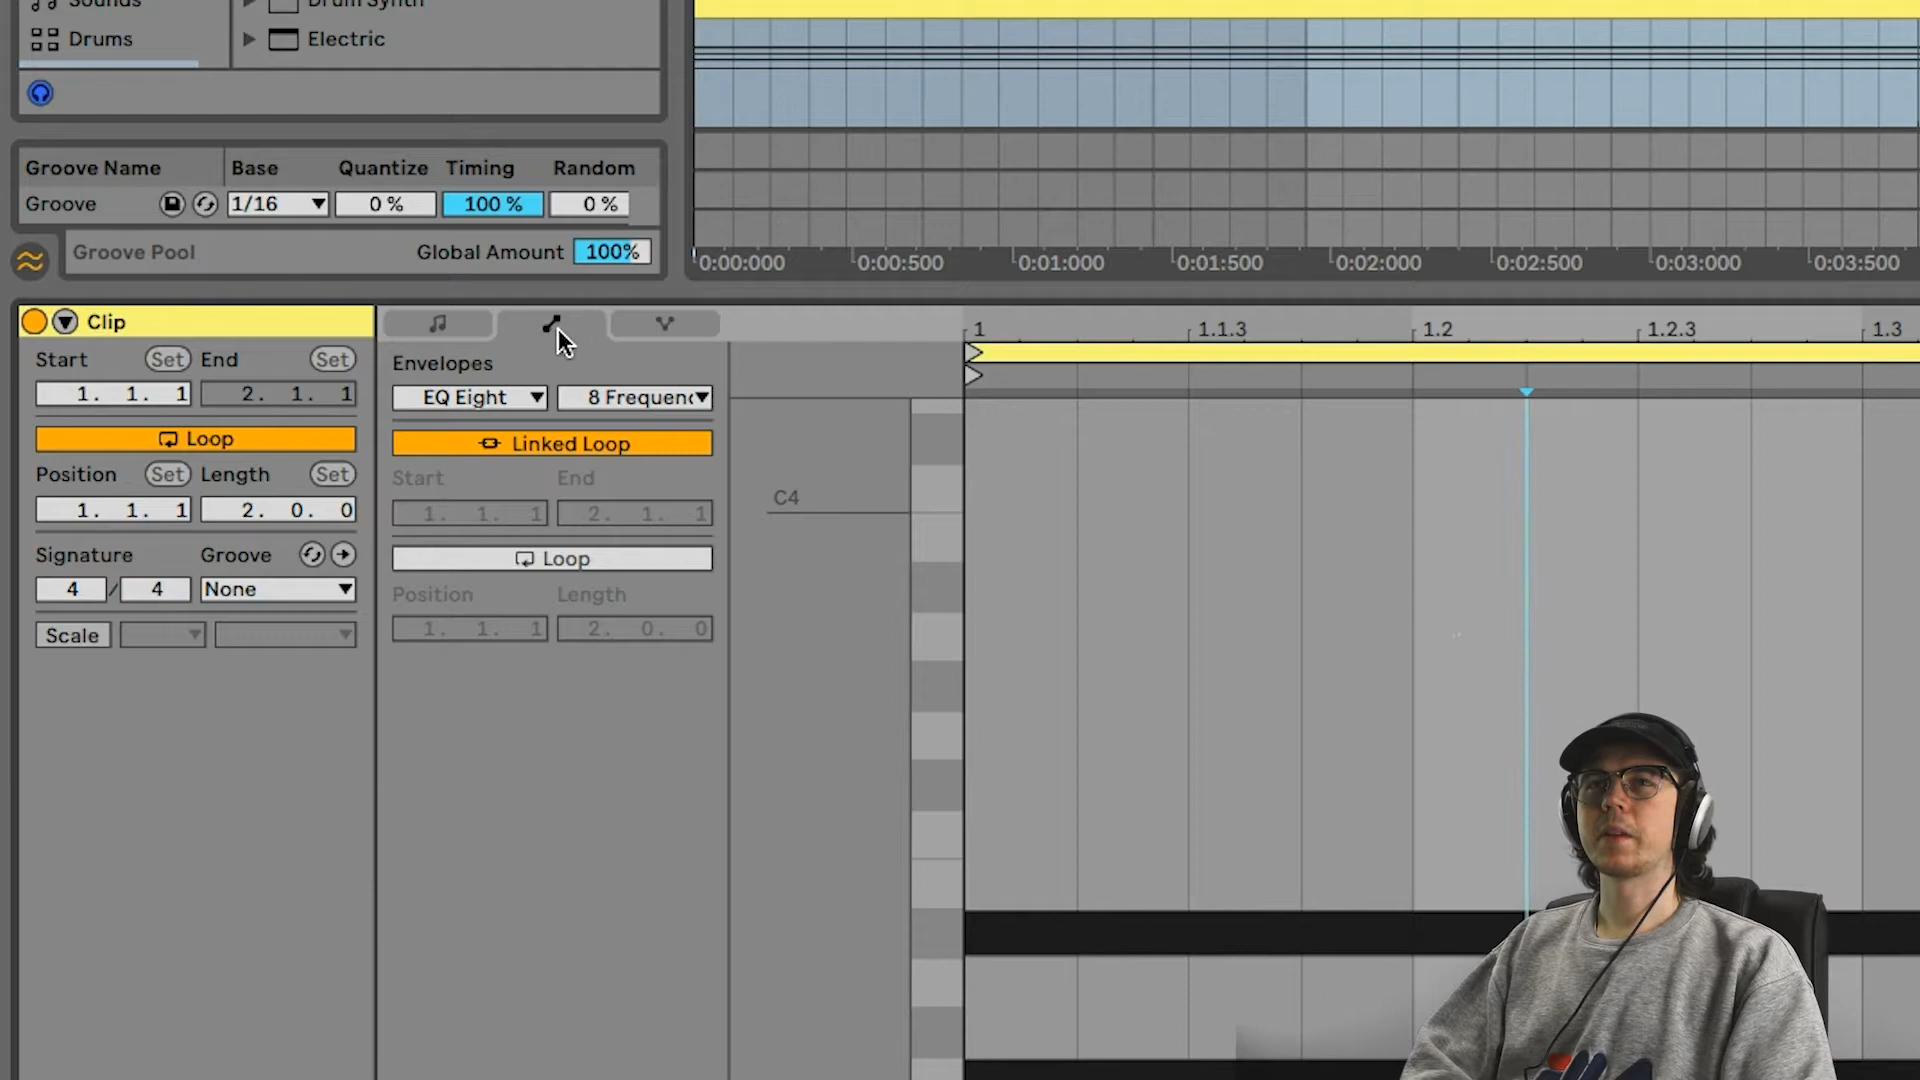 Sounds
Drum Synth
Drums
Electric
Groove Name Base Quantize Timing Random
Groove 1/16 0 % 100 % 0 %
Groove Pool Global Amount 100%
0:00:000 0:00:500 0:01:000 0:01:500 0:02:000 0:02:500 0:03:000 0:03:500
Clip
Start Set End Set
1. 1. 1 2. 1. 1
Loop
Position Set Length Set
1. 1. 1 2. 0. 0
Signature Groove
4 / 4 None
Scale
Envelopes
EQ Eight 8 Frequenc
Linked Loop
Start End
1. 1. 1 2. 1. 1
Loop
Position Length
1. 1. 1 2. 0. 0
1 1.1.3 1.2 1.2.3 1.3
C4